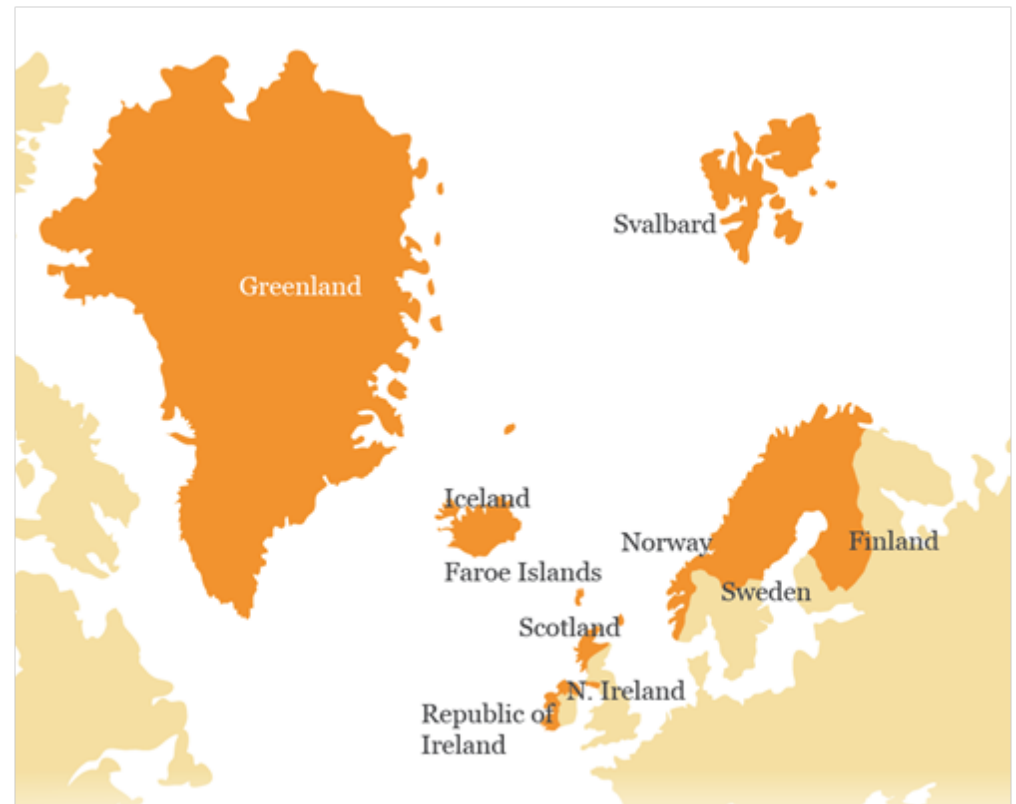 Svalbard
Greenland
Iceland
Norway
Finland
Faroe Islands
Sweden
Scotland
N. Ireland
Republic of
Ireland